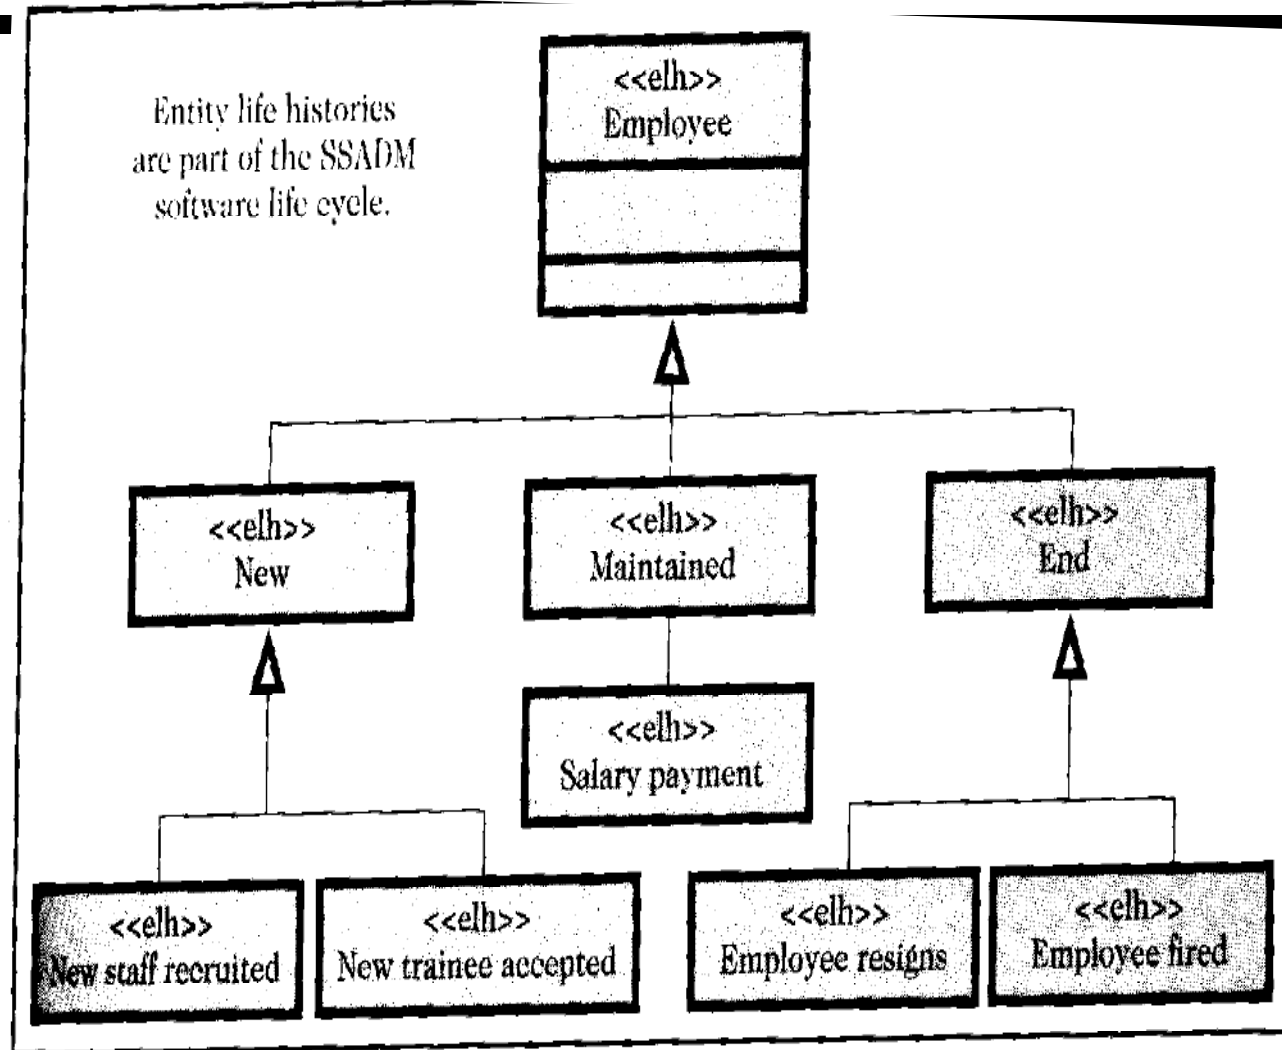 Entity life histories
are part of the SSADM
software life cycle.
<<elh>>
Employee
<<elh>>
New
<<elh>>
Maintained
<<elh>>
End
<<elh>>
Salary payment
<<elh>>
New staff recruited
<<elh>>
New trainee accepted
<<elh>>
Employee resigns
<<elh>>
Employee fired